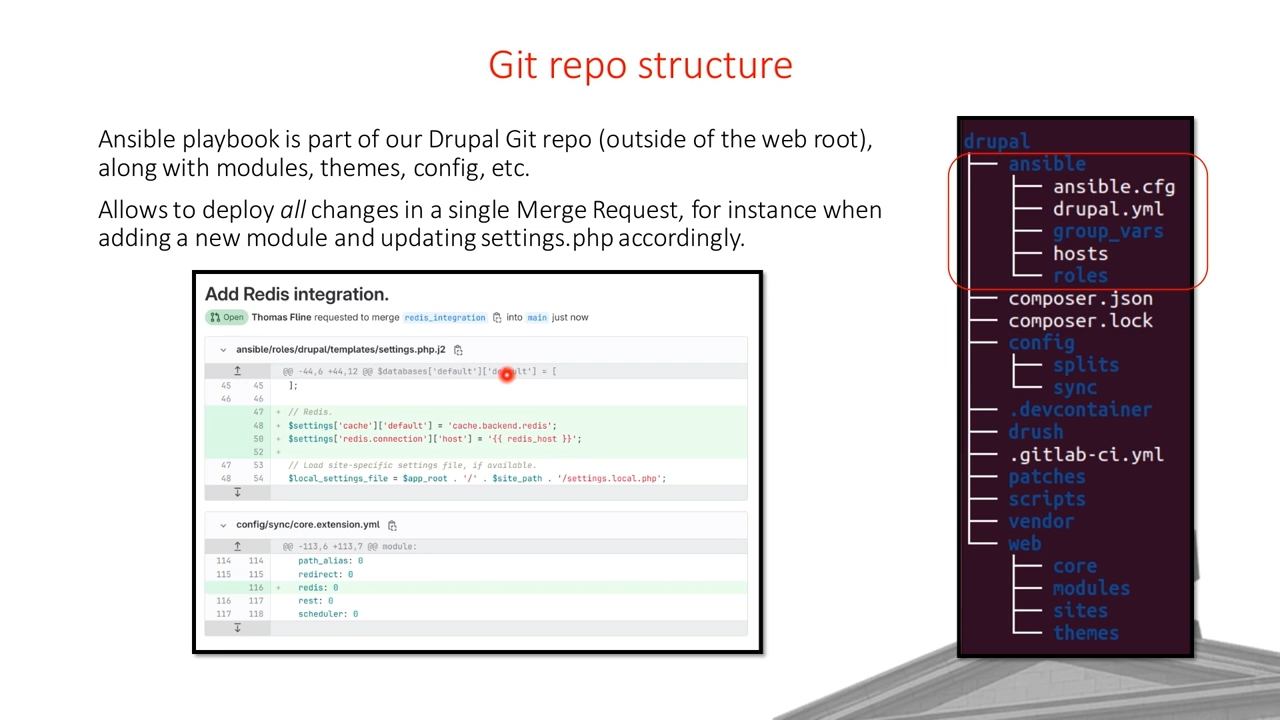 Git repo structure
Ansible playbook is part of our Drupal Git repo (outside of the web root),
along with modules, themes, config, etc.
Allows to deploy all changes in a single Merge Request, for instance when
adding a new module and updating settings.php accordingly.
Add Redis integration.
Open Thomas Fline requested to merge redis_integration into main just now
ansible/roles/drupal/templates/settings.php.j2
@@ -44,6 +44,12 @@ $databases['default']['default'] = [
45 45 ];
46 46
47 + // Redis.
48 + $settings['cache']['default'] = 'cache.backend.redis';
50 + $settings['redis.connection']['host'] = '{{ redis_host }}';
52 +
47 53 // Load site-specific settings file, if available.
48 54 $local_settings_file = $app_root . '/' . $site_path . '/settings.local.php';
config/sync/core.extension.yml
@@ -113,6 +113,7 @@ module:
114 114 path_alias: 0
115 115 redirect: 0
116 + redis: 0
116 117 rest: 0
117 118 scheduler: 0
drupal
ansible
ansible.cfg
drupal.yml
group_vars
hosts
roles
composer.json
composer.lock
config
splits
sync
.devcontainer
drush
.gitlab-ci.yml
patches
scripts
vendor
web
core
modules
sites
themes